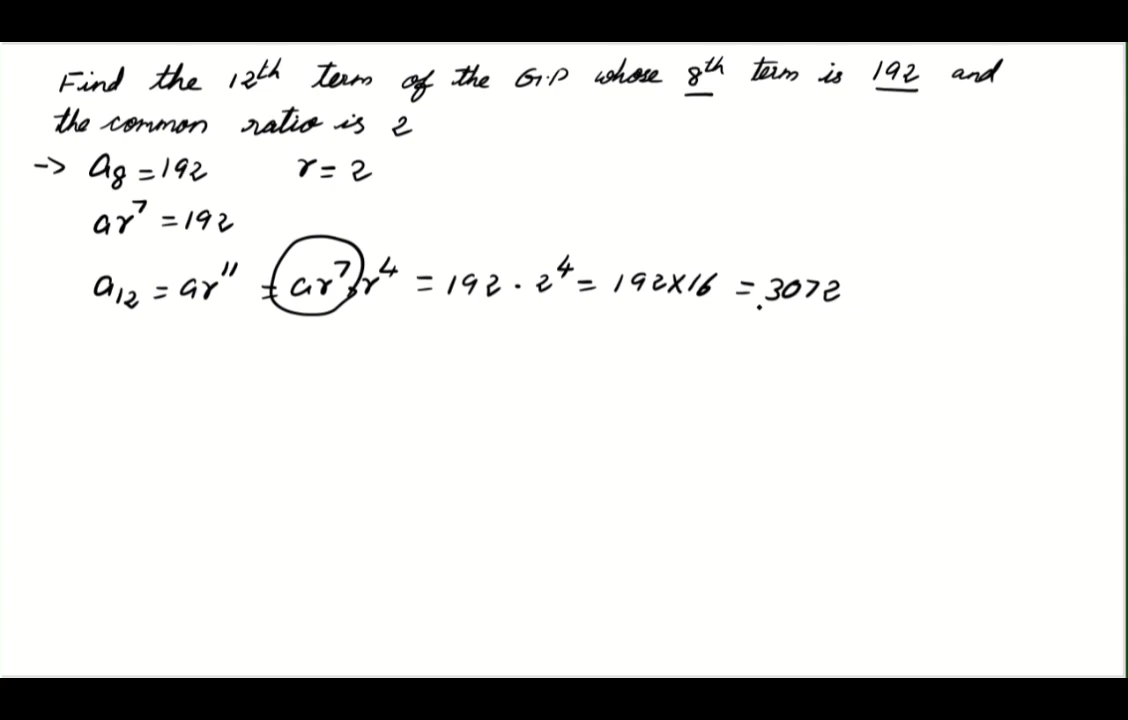 Find the 12th term of the G.P whose 8th term is 192 and
the common ratio is 2
-> a₈ = 192 r = 2
ar⁷ = 192
a₁₂ = ar¹¹ = ar⁷.r⁴ = 192 . 2⁴ = 192×16 = 3072